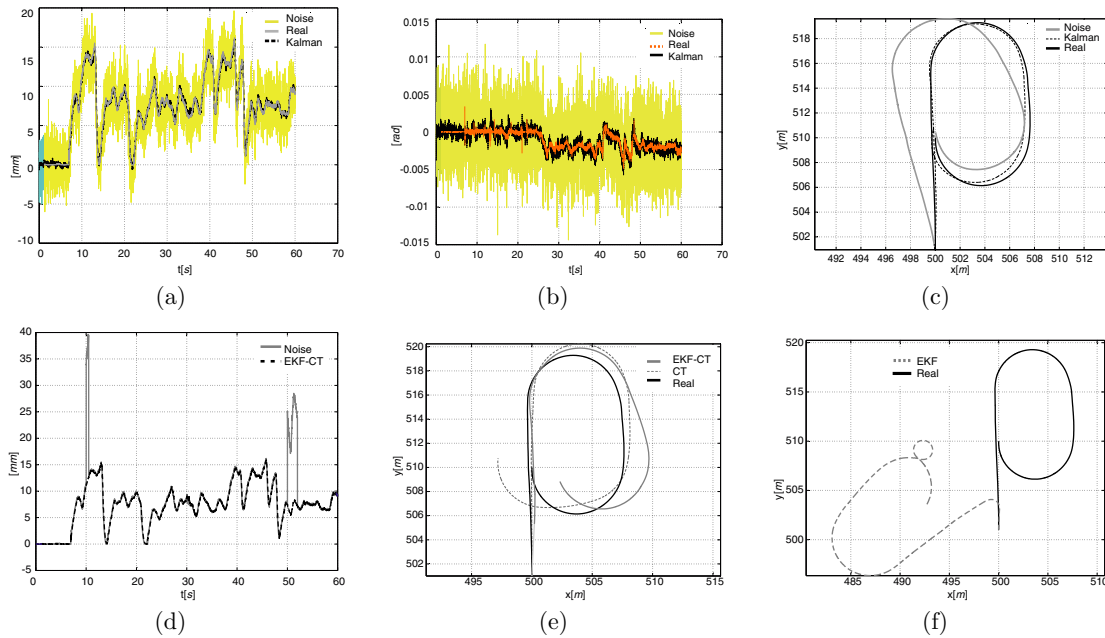 20
15
10
5
0
-5
-10
[mm]
0 10 20 30 40 50 60 70
t[s]
Noise
Real
Kalman
(a)
0.015
0.01
0.005
0
-0.005
-0.01
-0.015
[rad]
0 10 20 30 40 50 60 70
t[s]
Noise
Real
Kalman
(b)
518
516
514
512
510
508
506
504
502
y[m]
492 494 496 498 500 502 504 506 508 510 512 514
x[m]
Noise
Kalman
Real
(c)
40
35
30
25
20
15
10
5
0
-5
[mm]
0 10 20 30 40 50 60
t[s]
Noise
EKF-CT
(d)
520
518
516
514
512
510
508
506
504
502
y[m]
495 500 505 510 515
x[m]
EKF-CT
CT
Real
(e)
520
515
510
505
500
y[m]
485 490 495 500 505 510
x[m]
EKF
Real
(f)